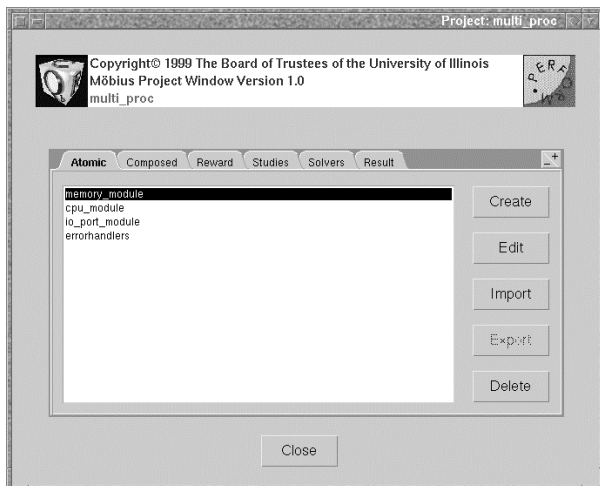 Project: multi_proc
Copyright© 1999 The Board of Trustees of the University of Illinois
Möbius Project Window Version 1.0
multi_proc
PERF
Atomic Composed Reward Studies Solvers Result
memory_module
cpu_module
io_port_module
errorhandlers
Create
Edit
Import
Export
Delete
Close